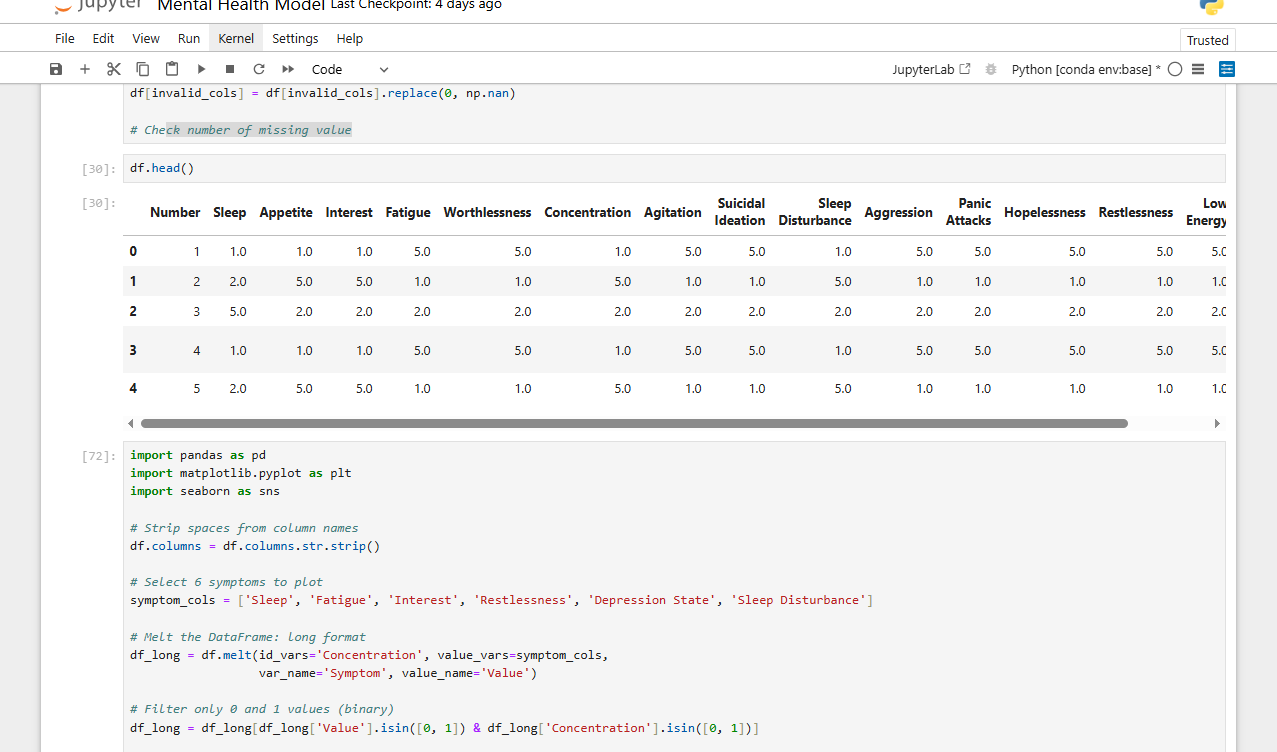 jupyter Mental Health Model Last Checkpoint: 4 days ago
File Edit View Run Kernel Settings Help Trusted
Code JupyterLab Python [conda env:base] *
df[invalid_cols] = df[invalid_cols].replace(0, np.nan)
# Check number of missing value
[30]: df.head()
[30]: Number Sleep Appetite Interest Fatigue Worthlessness Concentration Agitation Suicidal Ideation Sleep Disturbance Aggression Panic Attacks Hopelessness Restlessness Low Energy
0 1 1.0 1.0 1.0 5.0 5.0 1.0 5.0 5.0 1.0 5.0 5.0 5.0 5.0 5.0
1 2 2.0 5.0 5.0 1.0 1.0 5.0 1.0 1.0 5.0 1.0 1.0 1.0 1.0 1.0
2 3 5.0 2.0 2.0 2.0 2.0 2.0 2.0 2.0 2.0 2.0 2.0 2.0 2.0 2.0
3 4 1.0 1.0 1.0 5.0 5.0 1.0 5.0 5.0 1.0 5.0 5.0 5.0 5.0 5.0
4 5 2.0 5.0 5.0 1.0 1.0 5.0 1.0 1.0 5.0 1.0 1.0 1.0 1.0 1.0
[72]: import pandas as pd
import matplotlib.pyplot as plt
import seaborn as sns
# Strip spaces from column names
df.columns = df.columns.str.strip()
# Select 6 symptoms to plot
symptom_cols = ['Sleep', 'Fatigue', 'Interest', 'Restlessness', 'Depression State', 'Sleep Disturbance']
# Melt the DataFrame: long format
df_long = df.melt(id_vars='Concentration', value_vars=symptom_cols,
var_name='Symptom', value_name='Value')
# Filter only 0 and 1 values (binary)
df_long = df_long[df_long['Value'].isin([0, 1]) & df_long['Concentration'].isin([0, 1])]